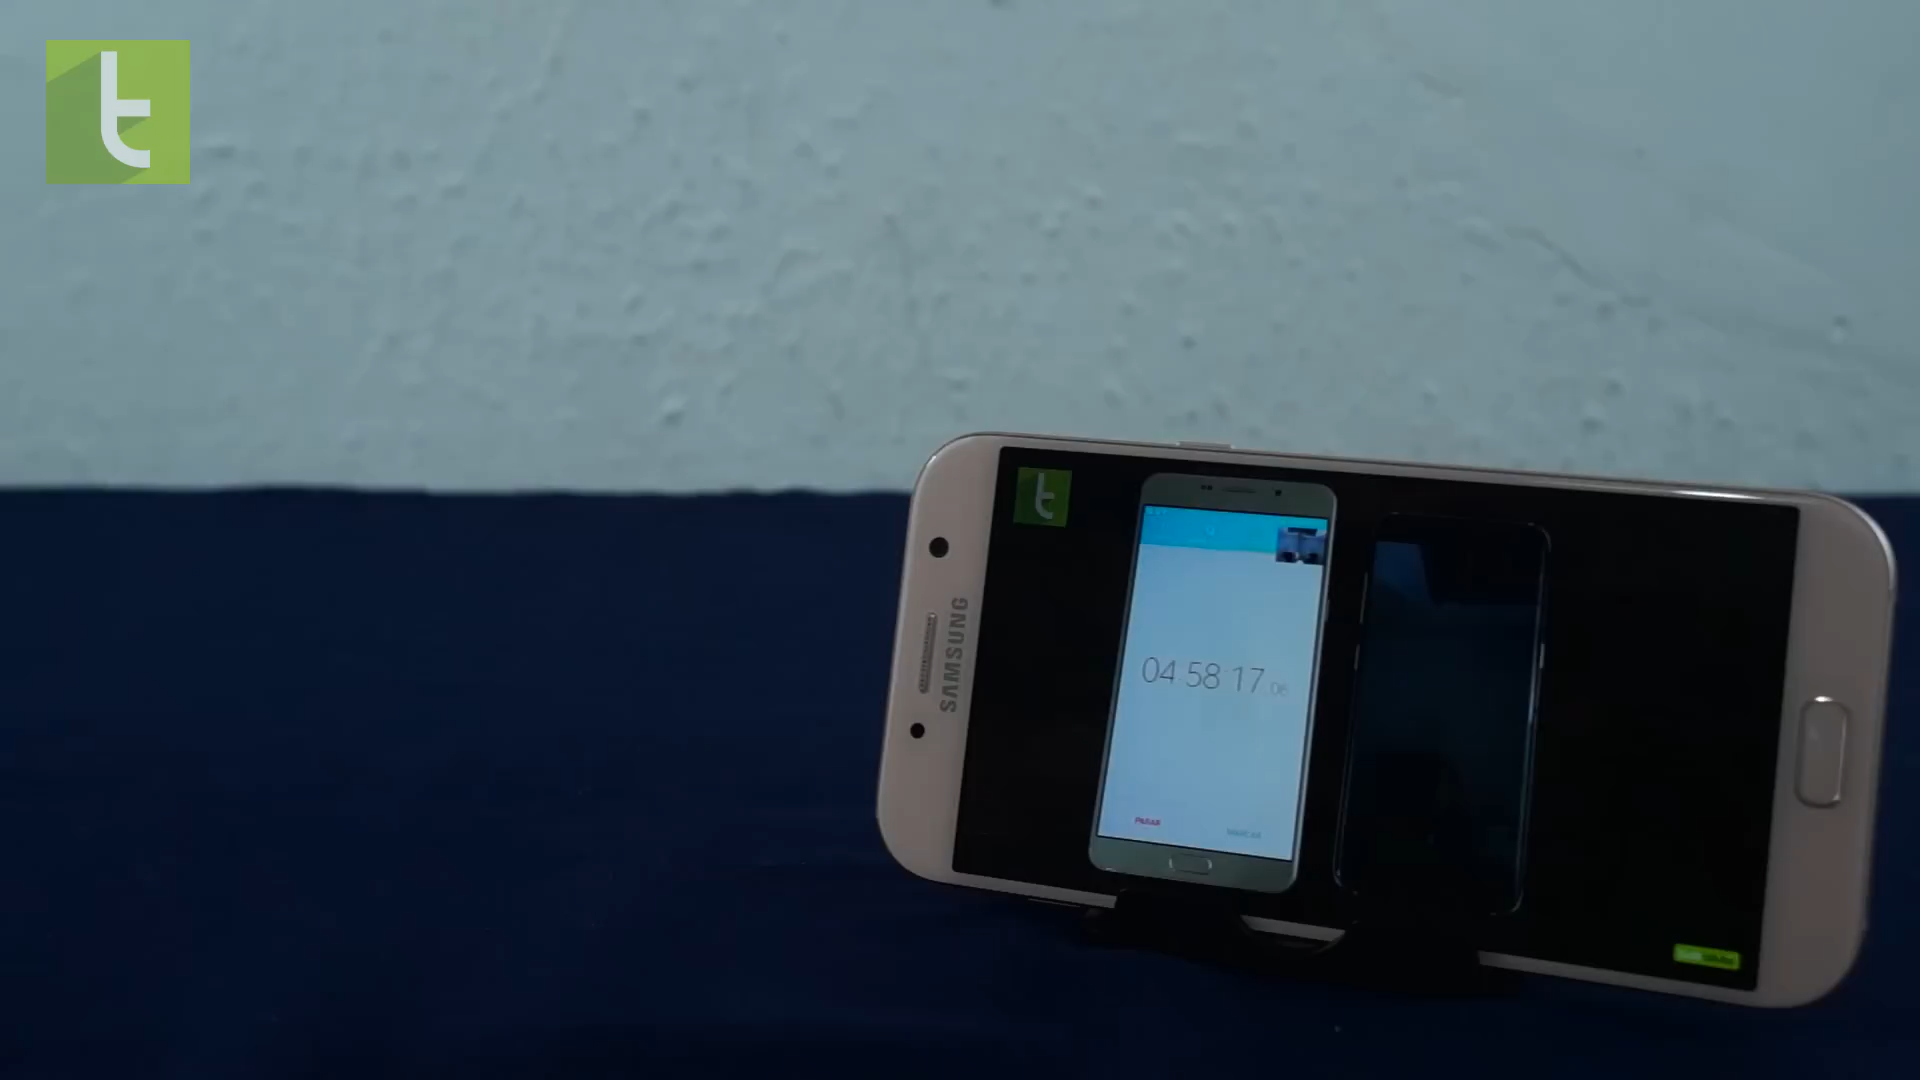 t
t
SAMSUNG
04 58 17.06
PARAR
MARCAR